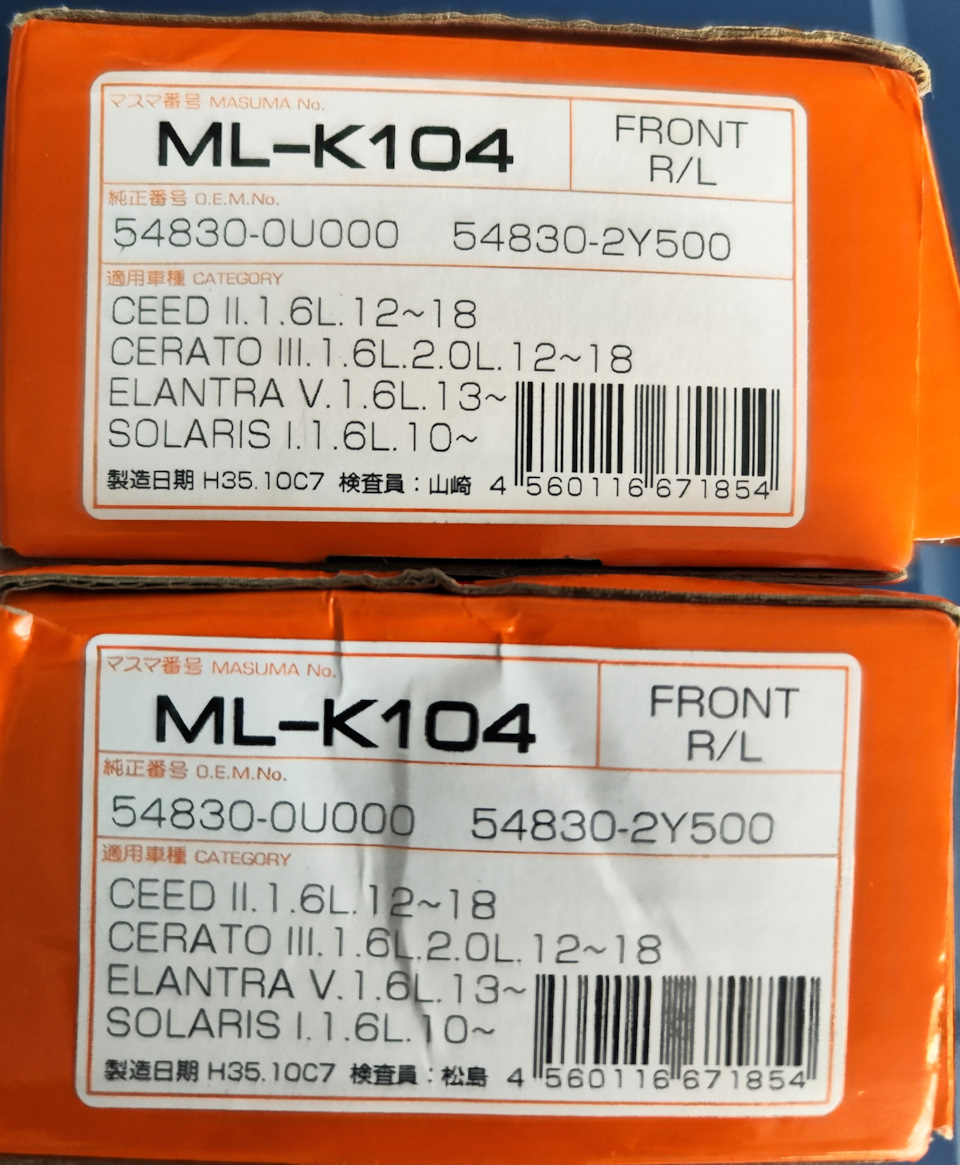 マスマ番号 MASUMA No.
ML-K104
FRONT
R/L
純正番号 O.E.M.No.
54830-0U000 54830-2Y500
適用車種 CATEGORY
CEED II.1.6L.12~18
CERATO III.1.6L.2.0L.12~18
ELANTRA V.1.6L.13~
SOLARIS I.1.6L.10~
製造日期 H35.10C7 検査員：山崎 4 560116 671854
マスマ番号 MASUMA No.
ML-K104
FRONT
R/L
純正番号 O.E.M.No.
54830-0U000 54830-2Y500
適用車種 CATEGORY
CEED II.1.6L.12~18
CERATO III.1.6L.2.0L.12~18
ELANTRA V.1.6L.13~
SOLARIS I.1.6L.10~
製造日期 H35.10C7 検査員：松島 4 560116 671854